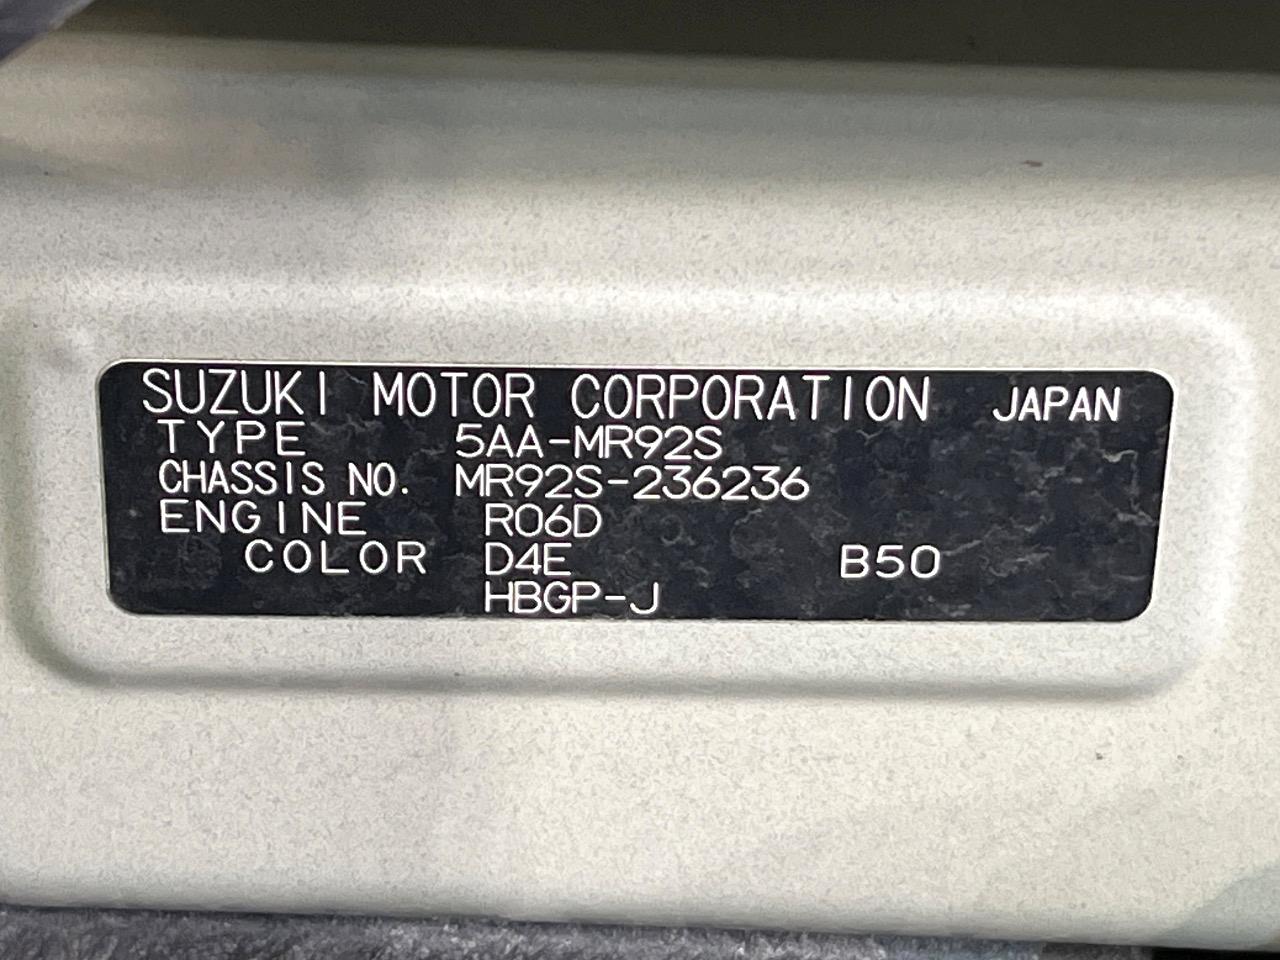 SUZUKI MOTOR CORPORATION JAPAN
TYPE 5AA-MR92S
CHASSIS NO. MR92S-236236
ENGINE R06D
COLOR D4E B50
HBGP-J